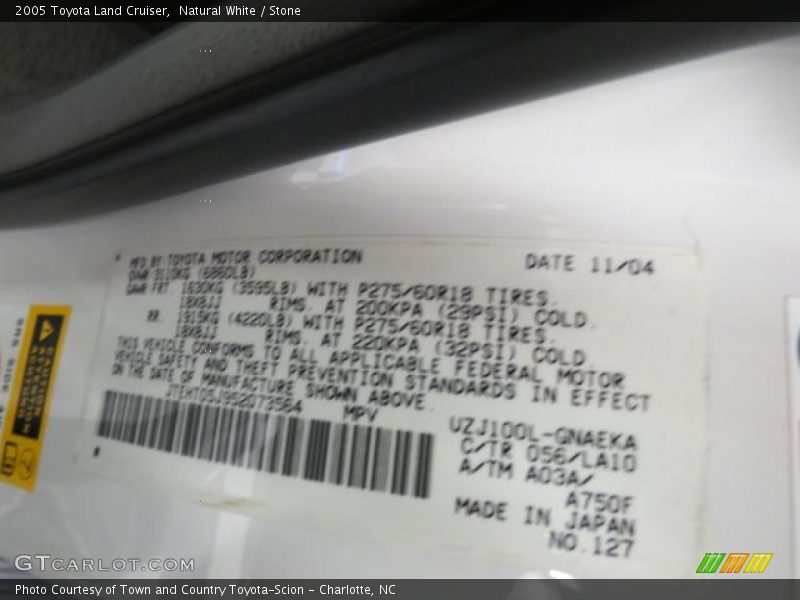 2005 Toyota Land Cruiser,  Natural White / Stone
MFD BY:TOYOTA MOTOR CORPORATION DATE 11/04
GVWR 3110KG (6860LB)
GAWR FRT 1630KG (3595LB) WITH P275/60R18 TIRES.
18X8JJ RIMS. AT 200KPA (29PSI) COLD.
RR 1915KG (4220LB) WITH P275/60R18 TIRES.
18X8JJ RIMS. AT 220KPA (32PSI) COLD.
THIS VEHICLE CONFORMS TO ALL APPLICABLE FEDERAL MOTOR
VEHICLE SAFETY AND THEFT PREVENTION STANDARDS IN EFFECT
ON THE DATE OF MANUFACTURE SHOWN ABOVE.
JTEHT05J952073564 MPV
UZJ100L-GNAEKA
C/TR 056/LA10
A/TM A03A/
A750F
MADE IN JAPAN
NO.127
GTCARLOT.COM
Photo Courtesy of Town and Country Toyota-Scion - Charlotte, NC